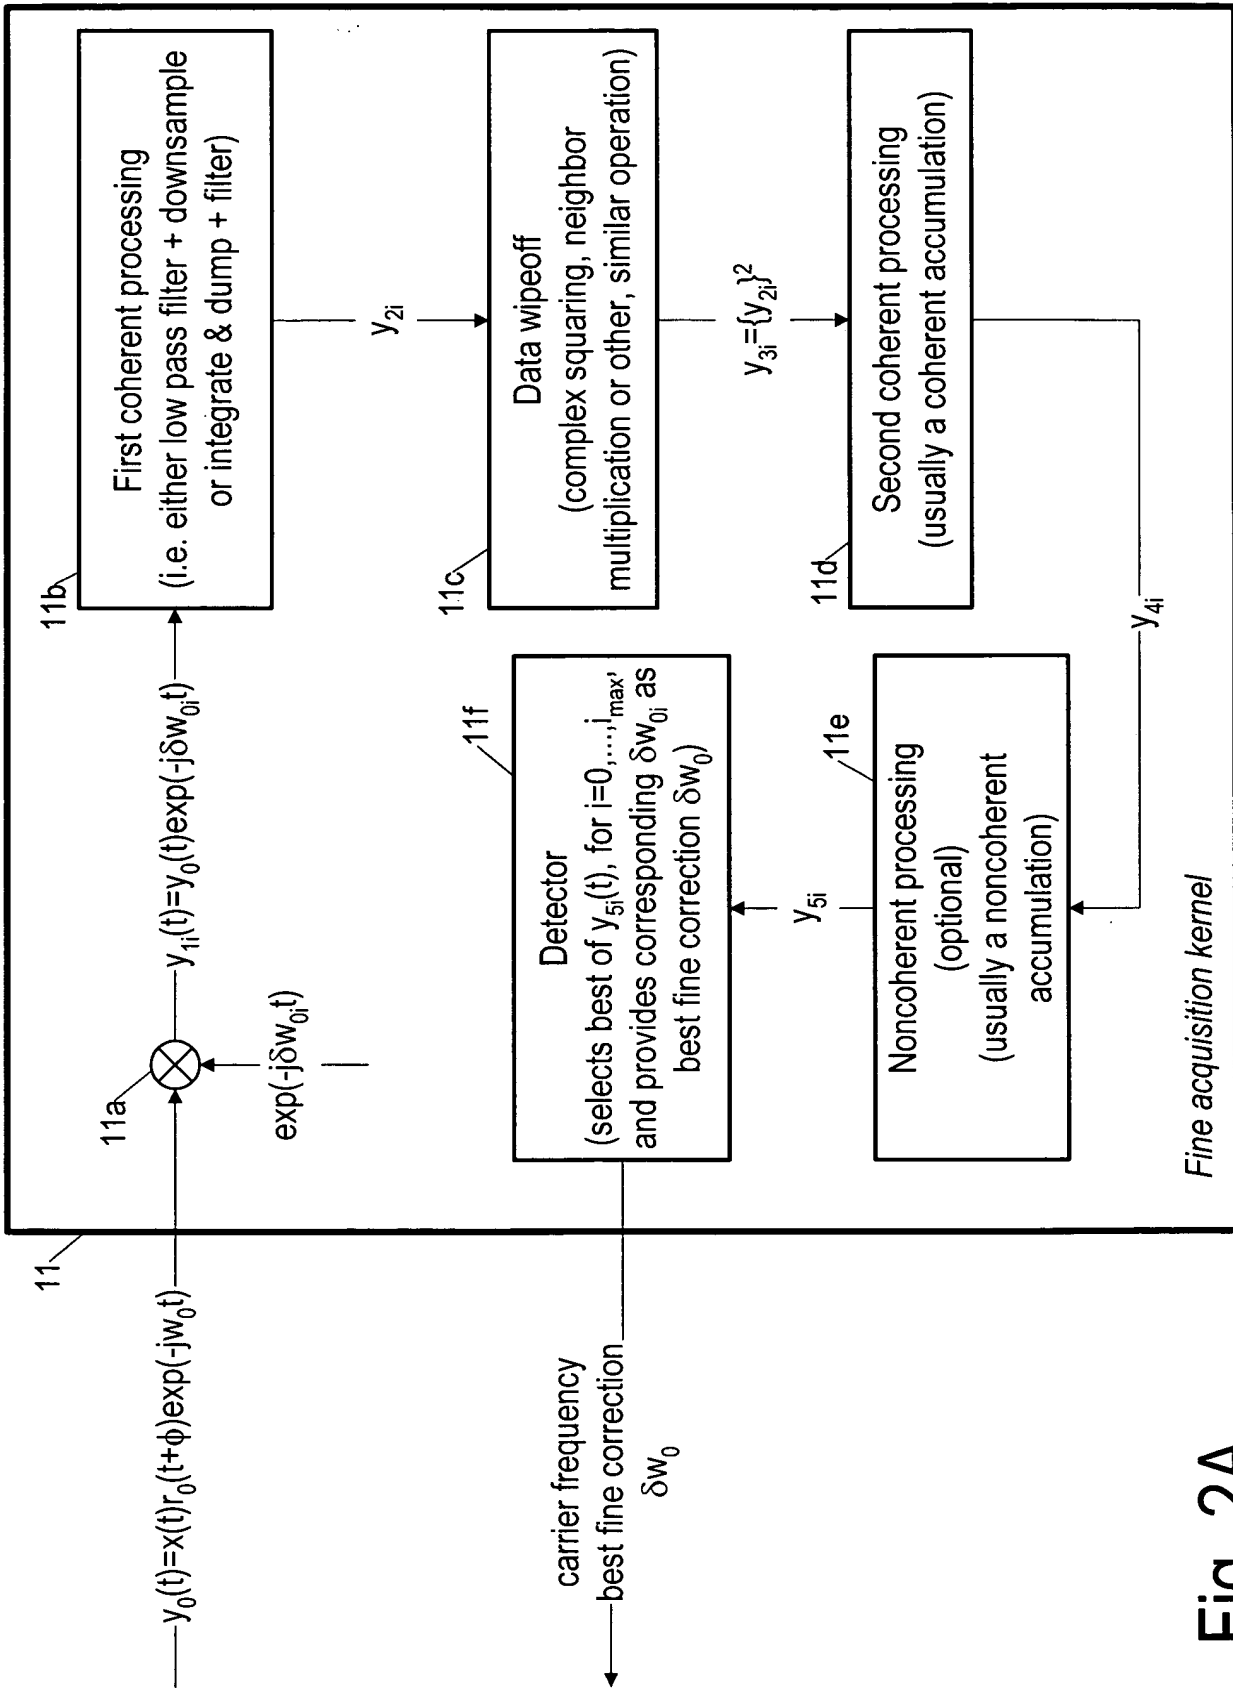 y0(t)=x(t)r0(t+ϕ)exp(-jw0t)
11
11a
exp(-jδw0it)
y1i(t)=y0(t)exp(-jδw0it)
11b
First coherent processing
(i.e. either low pass filter + downsample
or integrate & dump + filter)
y2i
11c
Data wipeoff
(complex squaring, neighbor
multiplication or other, similar operation)
y3i={y2i}²
11d
Second coherent processing
(usually a coherent accumulation)
y4i
11e
Noncoherent processing
(optional)
(usually a noncoherent
accumulation)
y5i
11f
Detector
(selects best of y5i(t), for i=0,...,imax,
and provides corresponding δw0i as
best fine correction δw0)
carrier frequency
best fine correction
δw0
Fine acquisition kernel
Fig. 2A